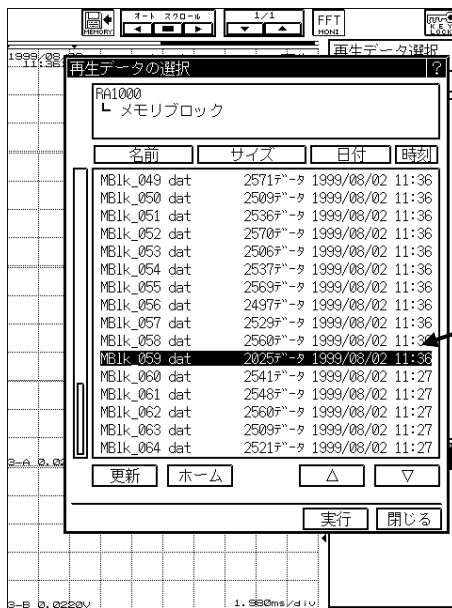 MEMORY
オート スクロール
1/1
FFT
MONI
KEY
LOCK
再生データ選択
再生データの選択 ?
RA1000
└ メモリブロック
名前 サイズ 日付 時刻
MBlk_049 dat 2571データ 1999/08/02 11:36
MBlk_050 dat 2509データ 1999/08/02 11:36
MBlk_051 dat 2536データ 1999/08/02 11:36
MBlk_052 dat 2570データ 1999/08/02 11:36
MBlk_053 dat 2506データ 1999/08/02 11:36
MBlk_054 dat 2537データ 1999/08/02 11:36
MBlk_055 dat 2569データ 1999/08/02 11:36
MBlk_056 dat 2497データ 1999/08/02 11:36
MBlk_057 dat 2529データ 1999/08/02 11:36
MBlk_058 dat 2560データ 1999/08/02 11:36
MBlk_059 dat 2025データ 1999/08/02 11:36
MBlk_060 dat 2541データ 1999/08/02 11:27
MBlk_061 dat 2548データ 1999/08/02 11:27
MBlk_062 dat 2560データ 1999/08/02 11:27
MBlk_063 dat 2509データ 1999/08/02 11:27
MBlk_064 dat 2521データ 1999/08/02 11:27
更新 ホーム △ ▽
実行 閉じる
3-B 0.0220V 1.980ms/div